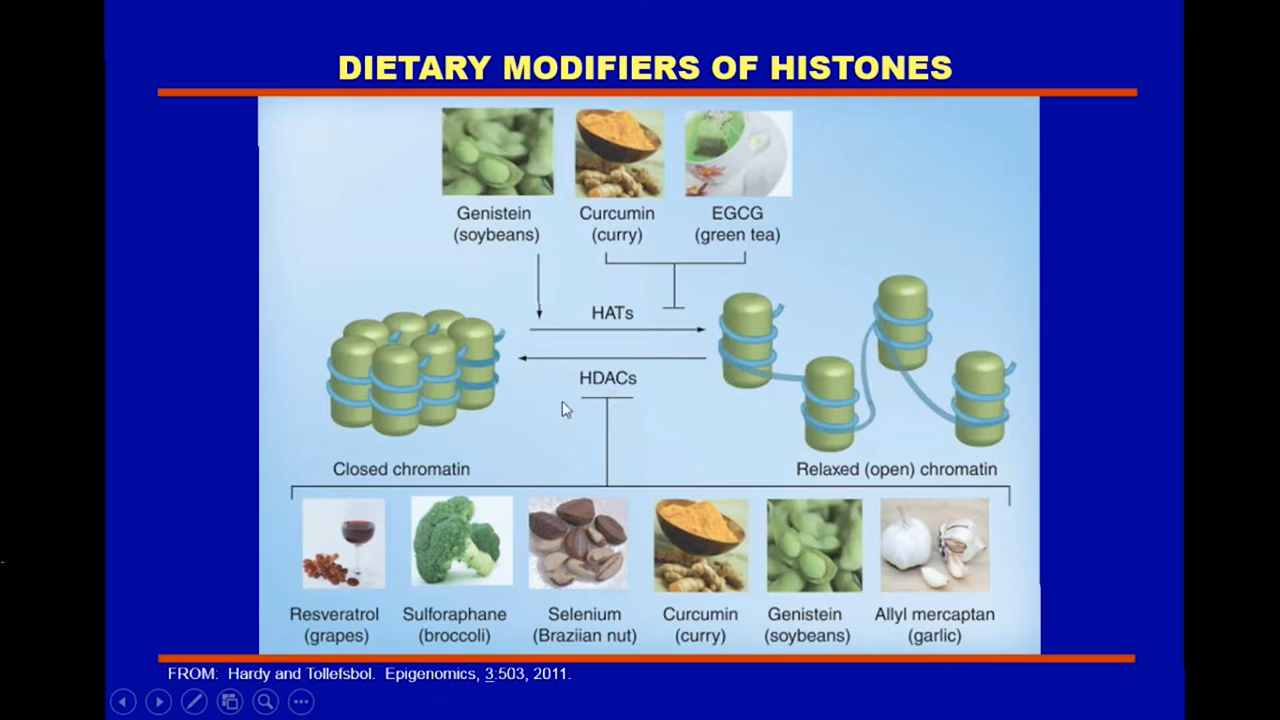 DIETARY MODIFIERS OF HISTONES
Genistein
(soybeans)
Curcumin
(curry)
EGCG
(green tea)
HATs
HDACs
Closed chromatin
Relaxed (open) chromatin
Resveratrol
(grapes)
Sulforaphane
(broccoli)
Selenium
(Braziian nut)
Curcumin
(curry)
Genistein
(soybeans)
Allyl mercaptan
(garlic)
FROM: Hardy and Tollefsbol. Epigenomics, 3:503, 2011.